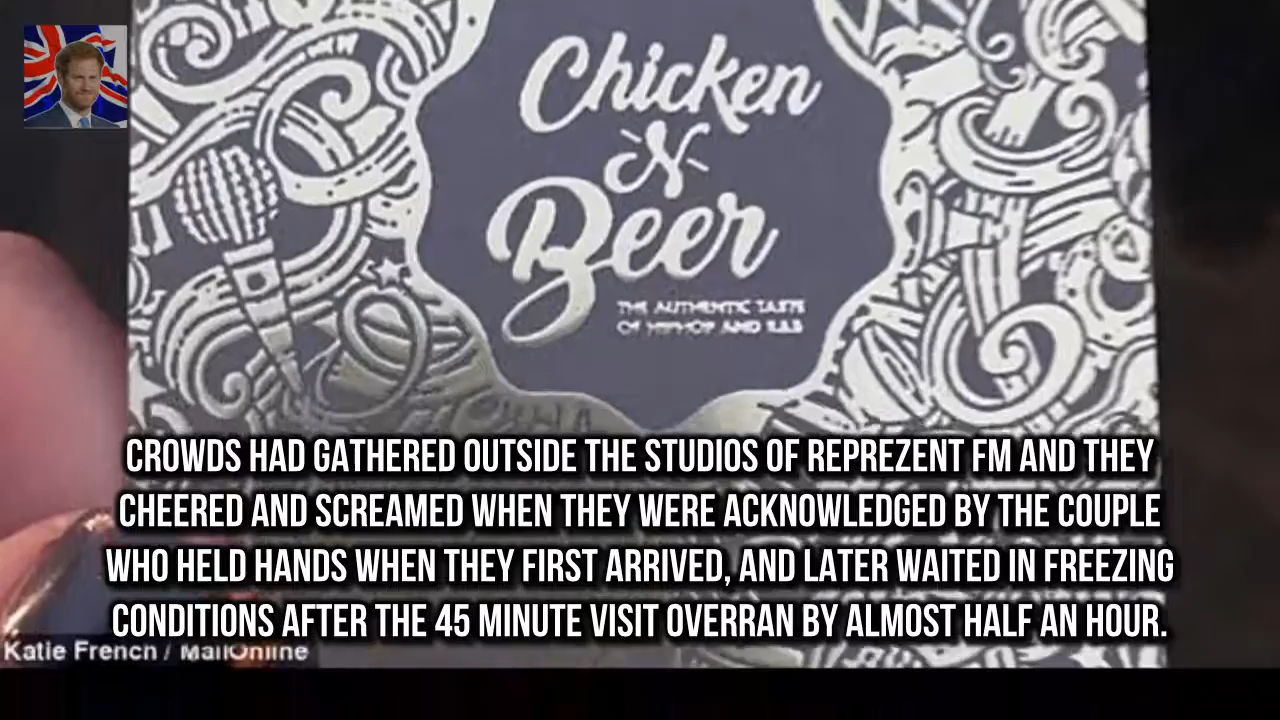 Chicken
N
Beer
THE AUTHENTIC TASTE
OF HIPHOP AND R&B
CROWDS HAD GATHERED OUTSIDE THE STUDIOS OF REPREZENT FM AND THEY
CHEERED AND SCREAMED WHEN THEY WERE ACKNOWLEDGED BY THE COUPLE
WHO HELD HANDS WHEN THEY FIRST ARRIVED, AND LATER WAITED IN FREEZING
CONDITIONS AFTER THE 45 MINUTE VISIT OVERRAN BY ALMOST HALF AN HOUR.
Katie French / MailOnline